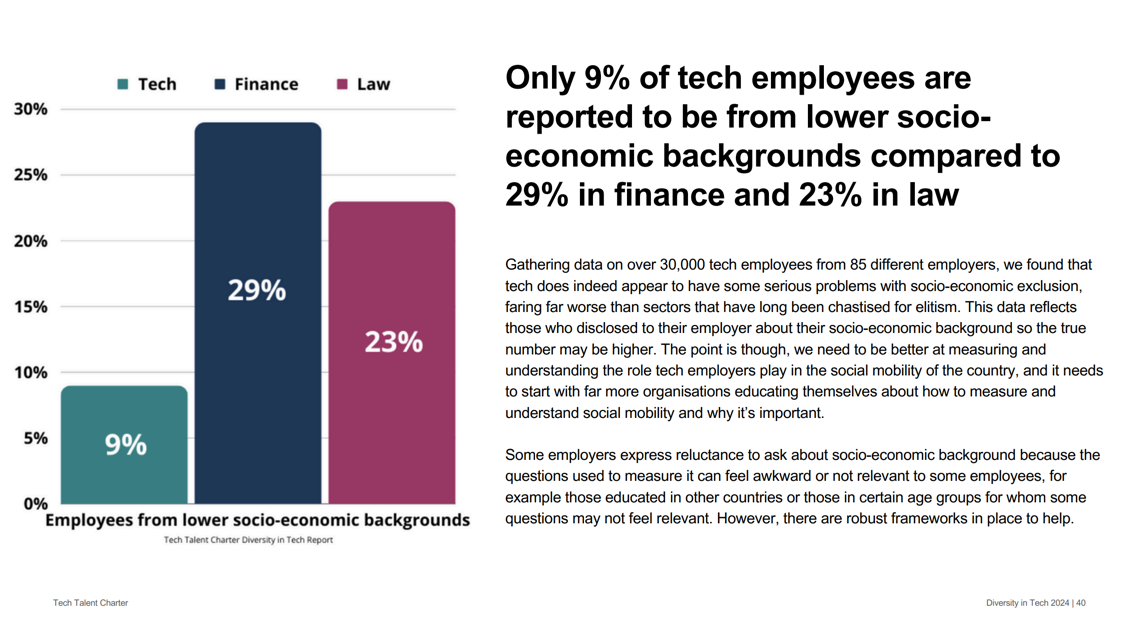 Tech Finance Law
30%
25%
20%
15%
10%
5%
0%
9%
29%
23%
Employees from lower socio-economic backgrounds
Tech Talent Charter Diversity in Tech Report
Only 9% of tech employees are
reported to be from lower socio-
economic backgrounds compared to
29% in finance and 23% in law
Gathering data on over 30,000 tech employees from 85 different employers, we found that
tech does indeed appear to have some serious problems with socio-economic exclusion,
faring far worse than sectors that have long been chastised for elitism. This data reflects
those who disclosed to their employer about their socio-economic background so the true
number may be higher. The point is though, we need to be better at measuring and
understanding the role tech employers play in the social mobility of the country, and it needs
to start with far more organisations educating themselves about how to measure and
understand social mobility and why it’s important.
Some employers express reluctance to ask about socio-economic background because the
questions used to measure it can feel awkward or not relevant to some employees, for
example those educated in other countries or those in certain age groups for whom some
questions may not feel relevant. However, there are robust frameworks in place to help.
Tech Talent Charter
Diversity in Tech 2024 | 40